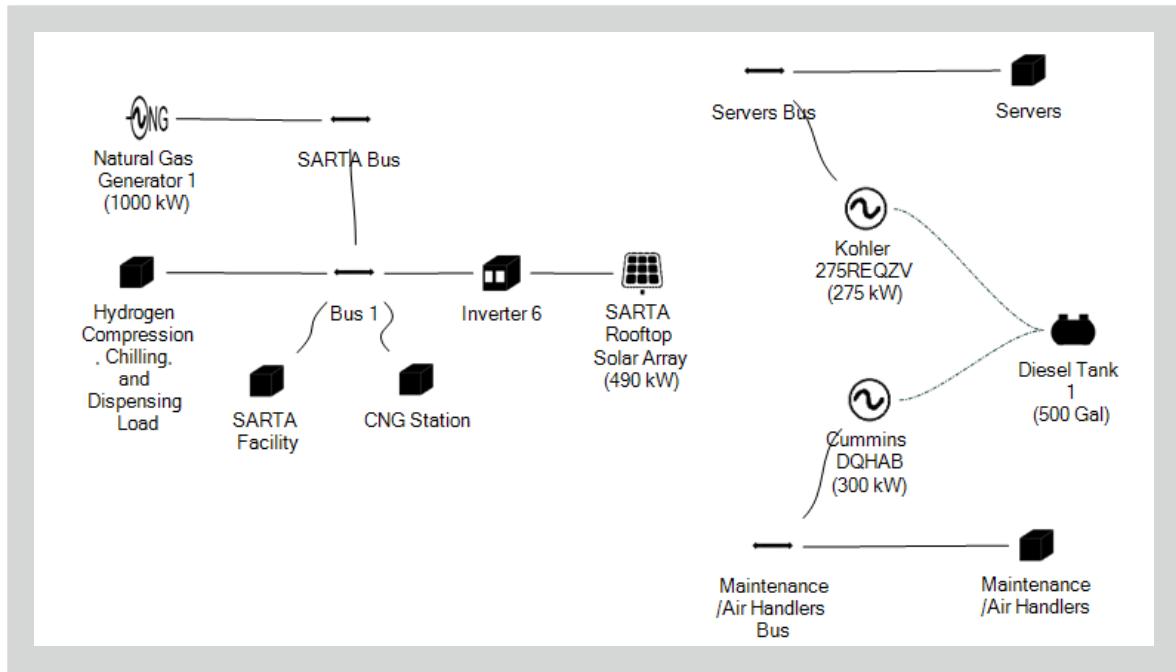 NG
Natural Gas
Generator 1
(1000 kW)
SARTA Bus
Hydrogen
Compression
, Chilling,
and
Dispensing
Load
Bus 1
Inverter 6
SARTA
Rooftop
Solar Array
(490 kW)
SARTA
Facility
CNG Station
Servers Bus
Servers
Kohler
275REQZV
(275 kW)
Diesel Tank
1
(500 Gal)
Cummins
DQHAB
(300 kW)
Maintenance
/Air Handlers
Bus
Maintenance
/Air Handlers